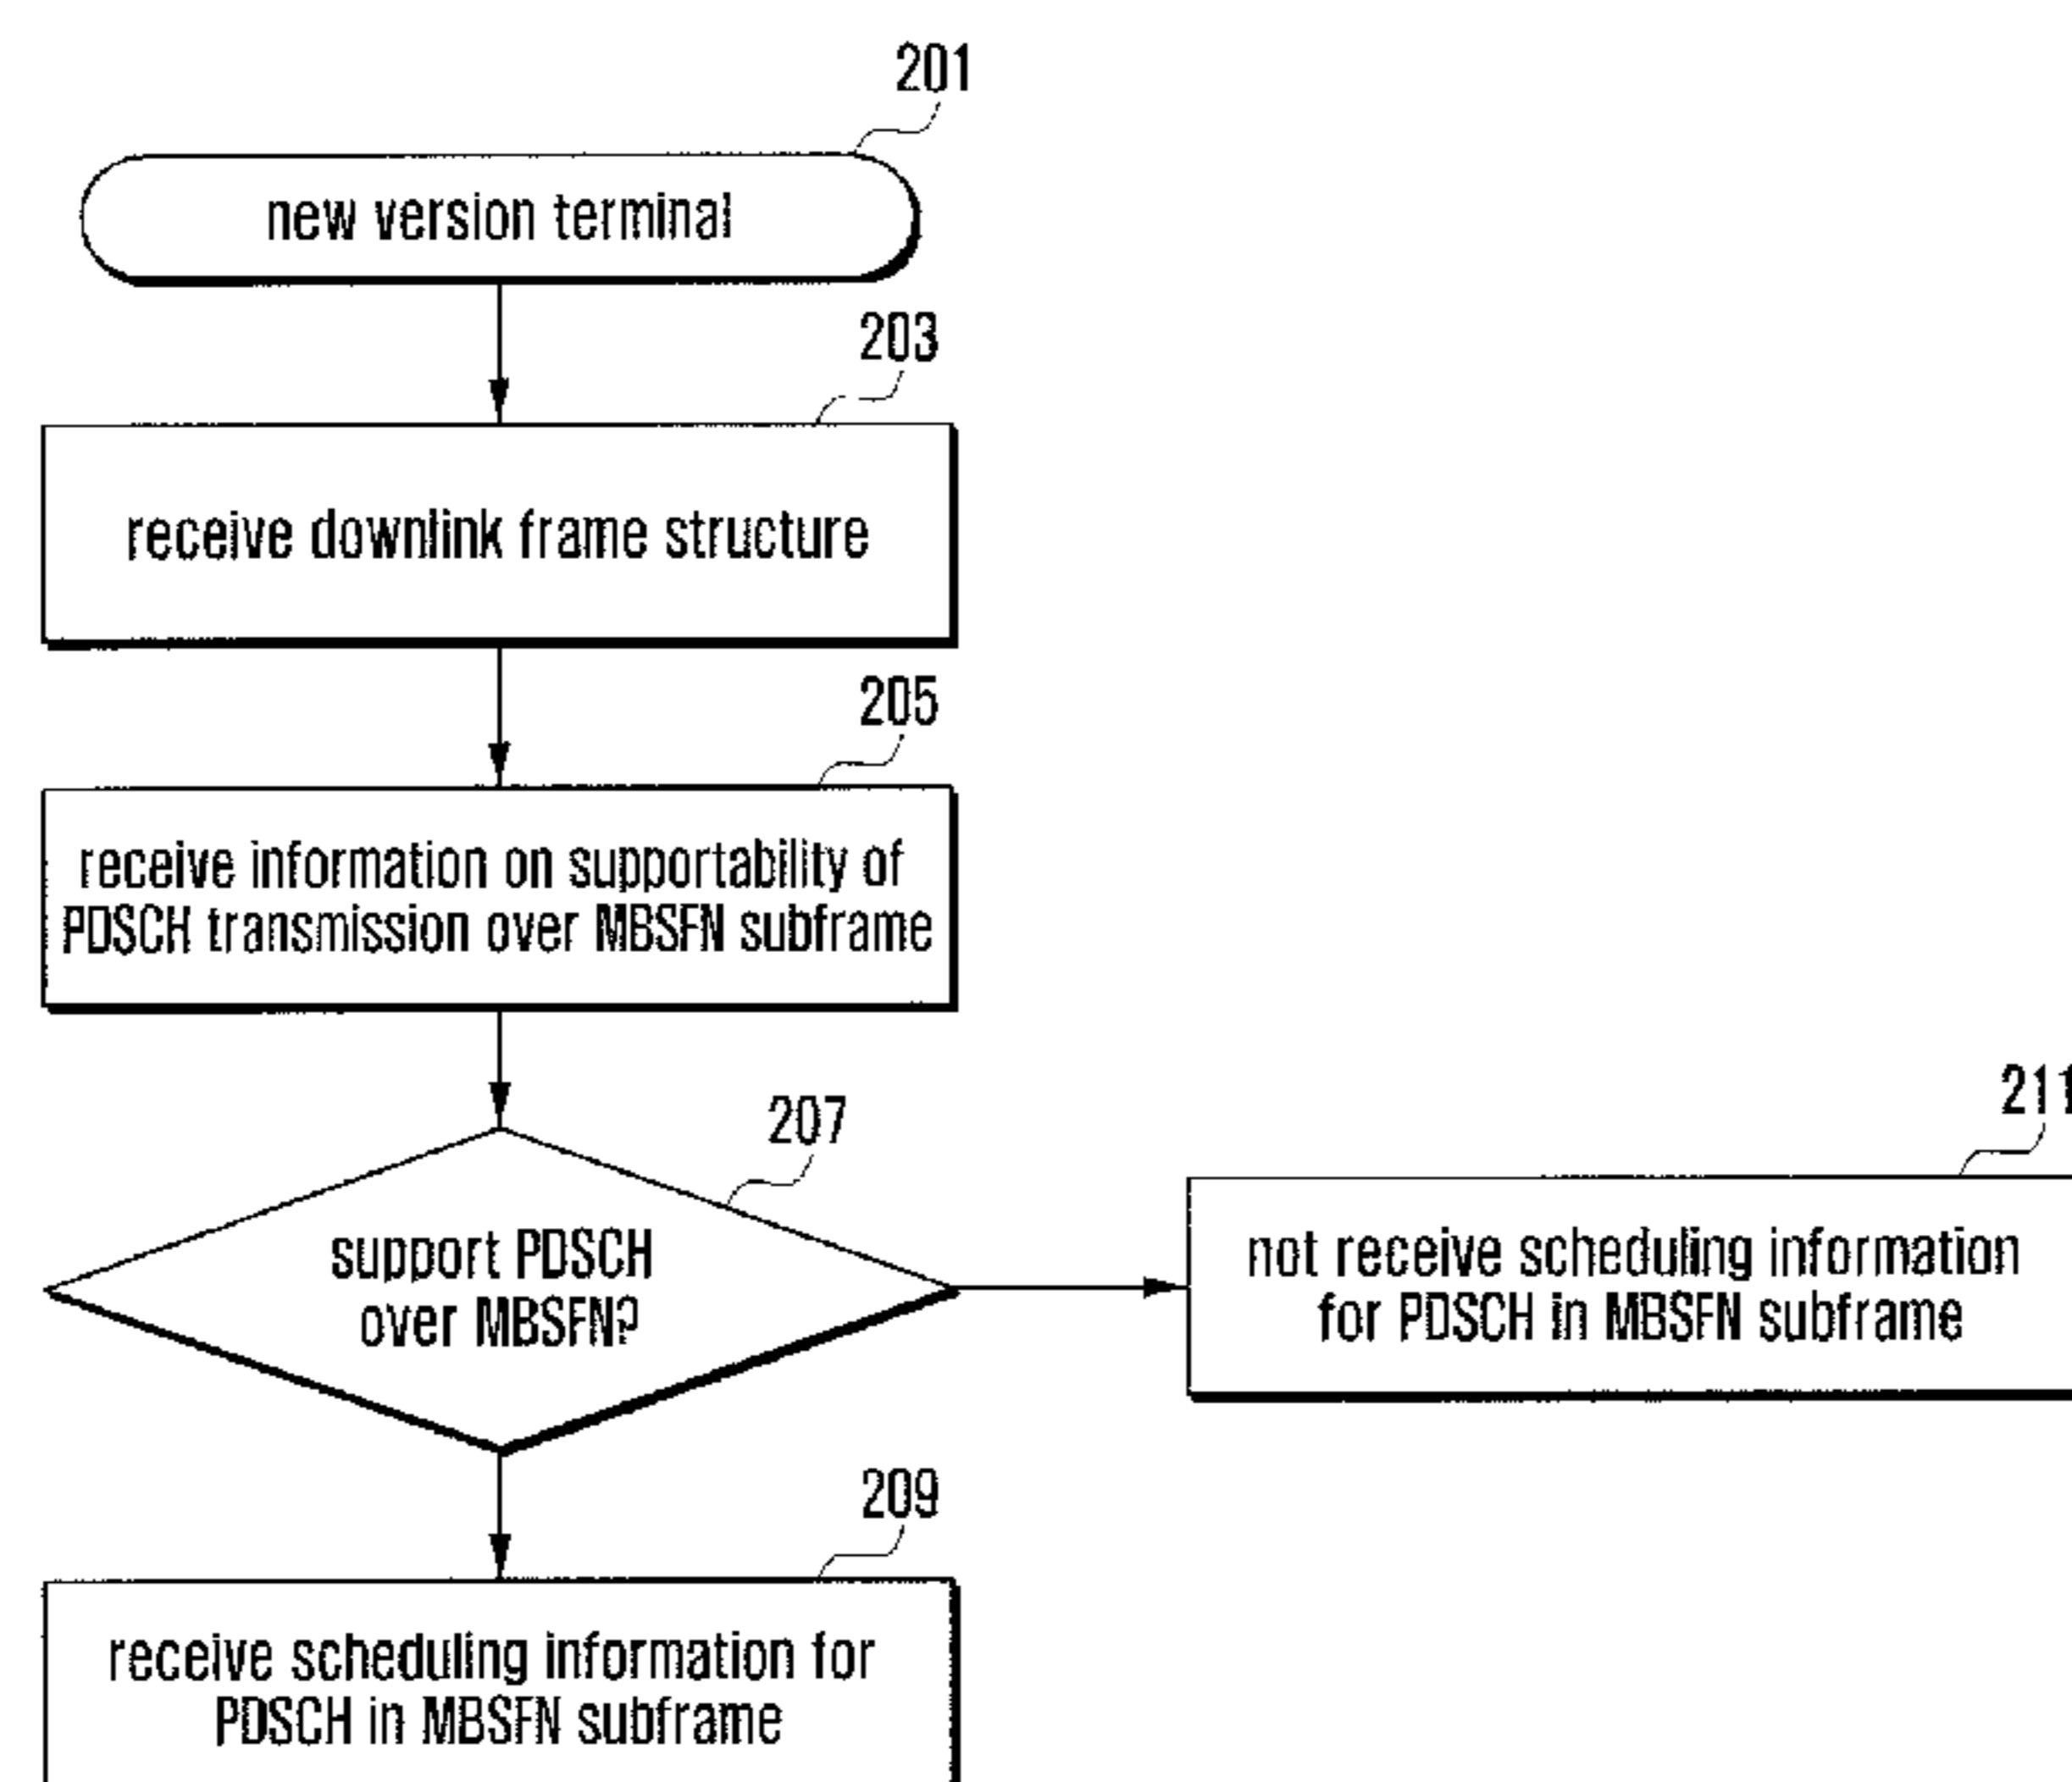 201
new version terminal
203
receive downlink frame structure
205
receive information on supportability of
PDSCH transmission over MBSFN subframe
207
support PDSCH
over MBSFN?
211
not receive scheduling information
for PDSCH in MBSFN subframe
209
receive scheduling information for
PDSCH in MBSFN subframe